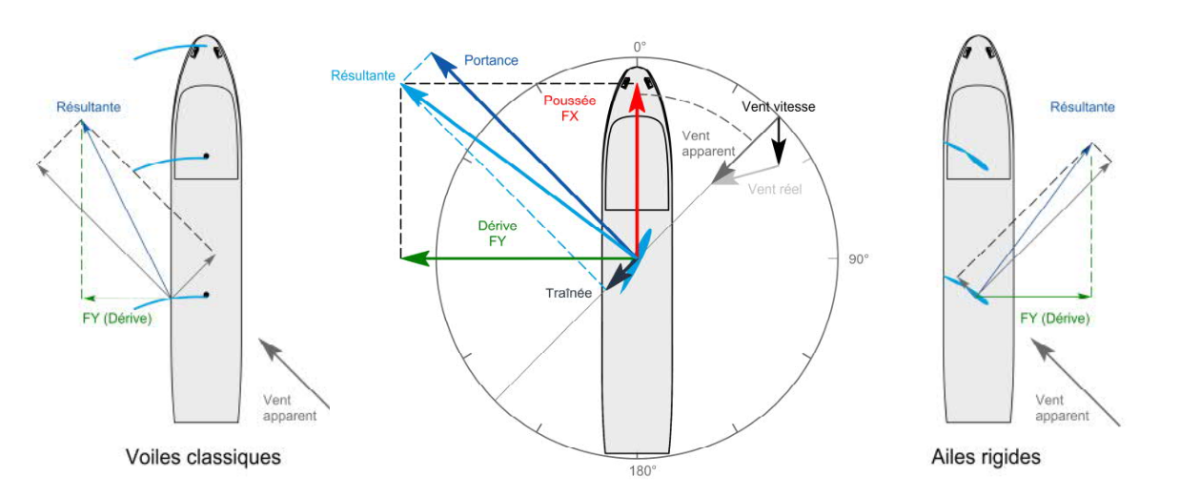 Résultante
FY (Dérive)
Vent
apparent
Voiles classiques
0°
Portance
Résultante
Poussée
FX
Vent vitesse
Vent
apparent
Vent réel
Dérive
FY
90°
Traînée
180°
Résultante
FY (Dérive)
Vent
apparent
Ailes rigides